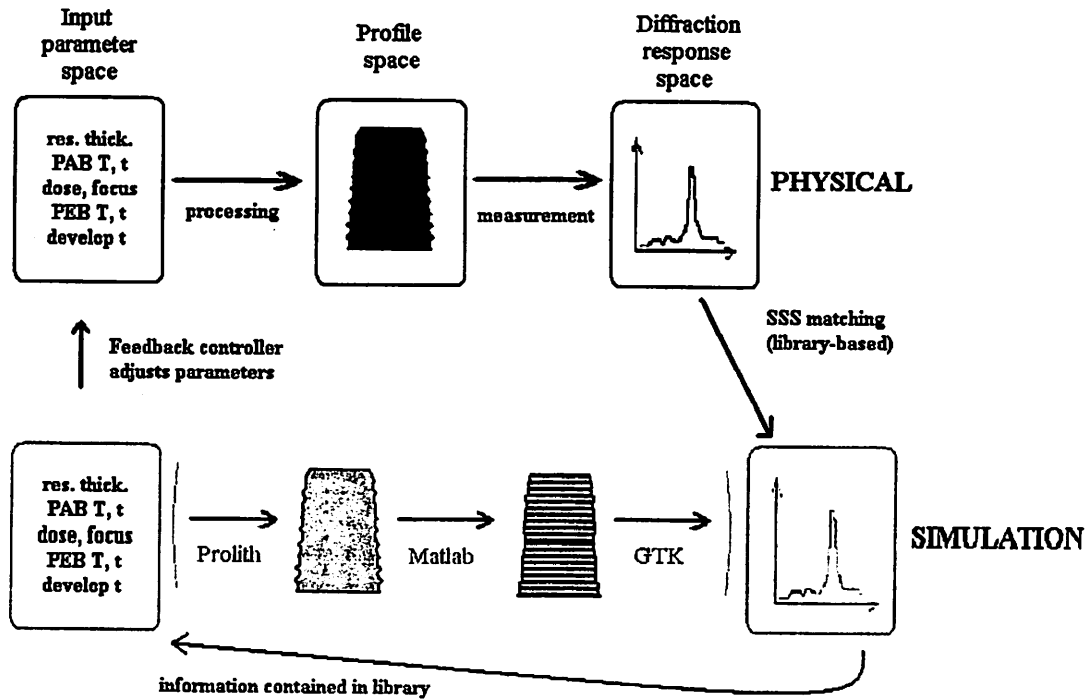 Input
parameter
space
Profile
space
Diffraction
response
space
res. thick.
PAB T, t
dose, focus
PEB T, t
develop t
processing
measurement
PHYSICAL
Feedback controller
adjusts parameters
SSS matching
(library-based)
res. thick.
PAB T, t
dose, focus
PEB T, t
develop t
Prolith
Matlab
GTK
SIMULATION
information contained in library